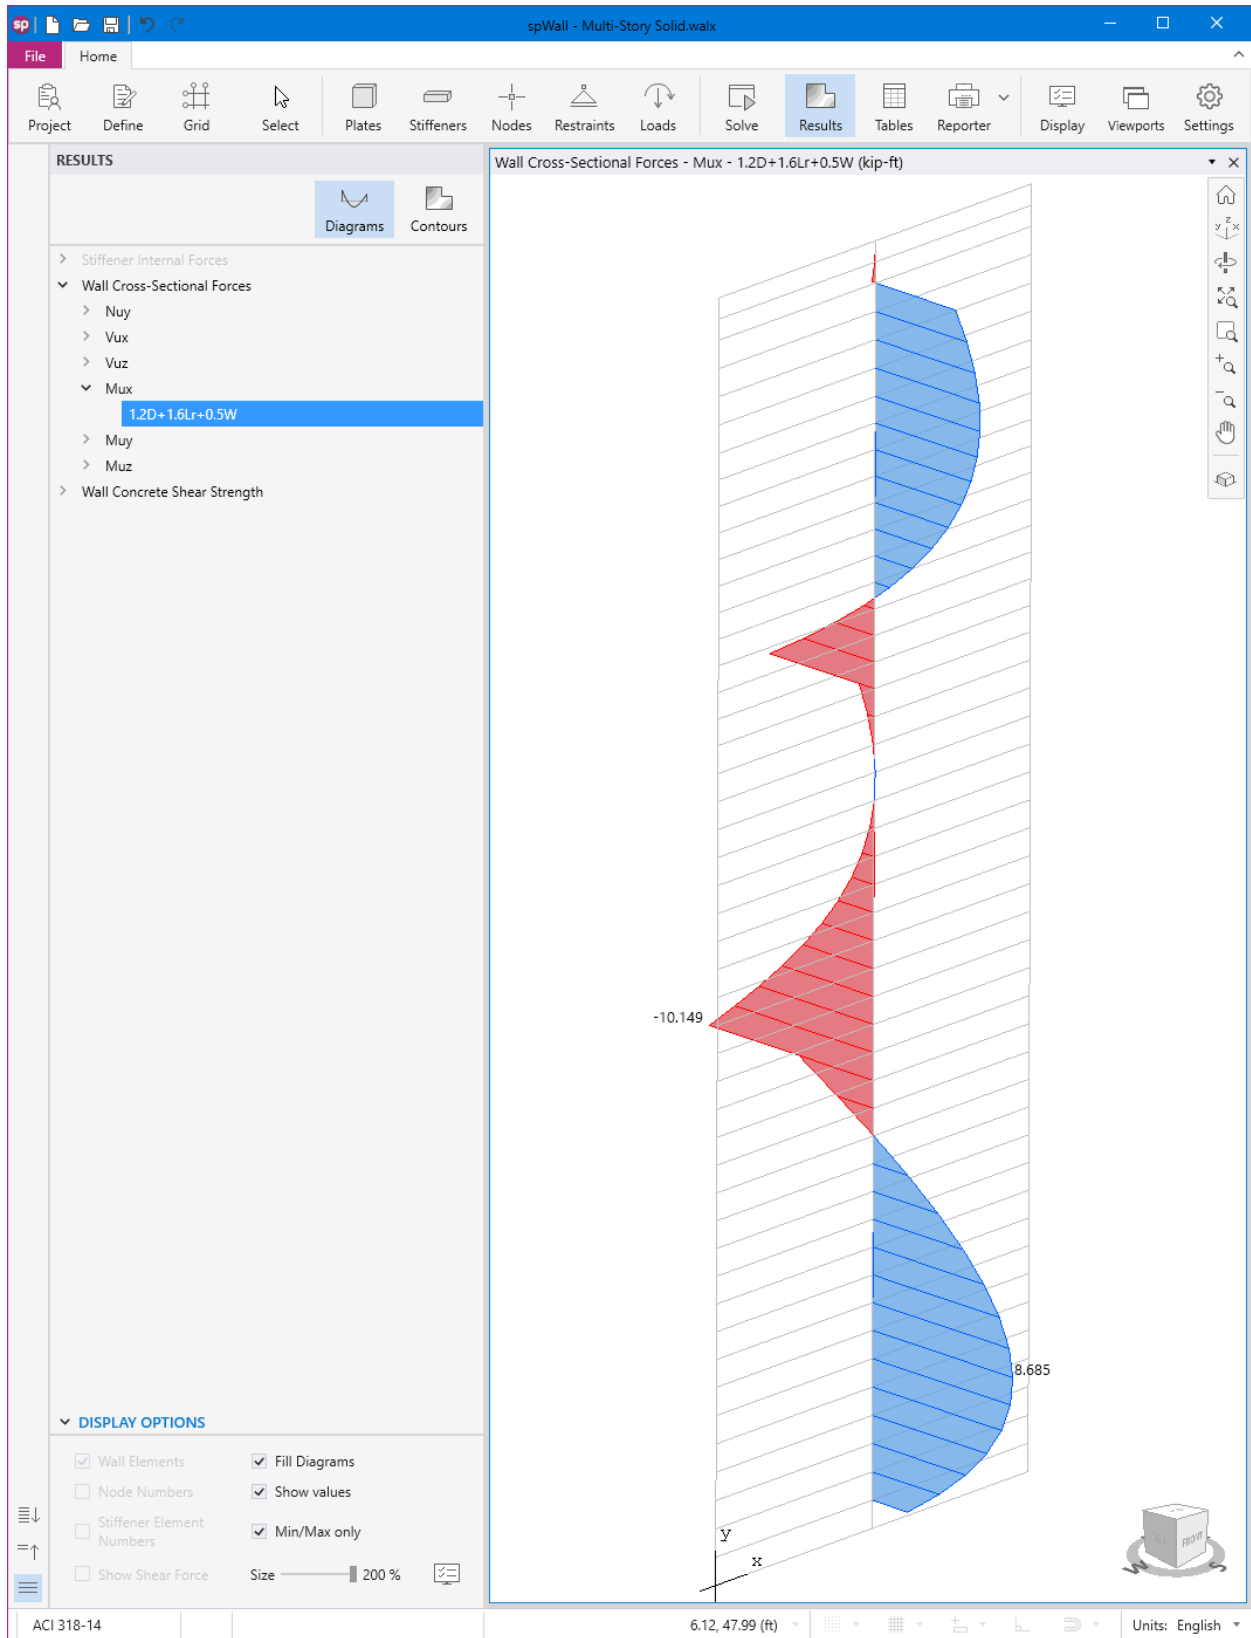 sp
spWall - Multi-Story Solid.walx
File
Home
Project
Define
Grid
Select
Plates
Stiffeners
Nodes
Restraints
Loads
Solve
Results
Tables
Reporter
Display
Viewports
Settings
RESULTS
Diagrams
Contours
Stiffener Internal Forces
Wall Cross-Sectional Forces
Nuy
Vux
Vuz
Mux
1.2D+1.6Lr+0.5W
Muy
Muz
Wall Concrete Shear Strength
Wall Cross-Sectional Forces - Mux - 1.2D+1.6Lr+0.5W (kip-ft)
y z x
-10.149
8.685
y
x
FRONT
W
S
DISPLAY OPTIONS
Wall Elements
Fill Diagrams
Node Numbers
Show values
Stiffener Element
Numbers
Min/Max only
Show Shear Force
Size
200 %
ACI 318-14
6.12, 47.99 (ft)
Units: English